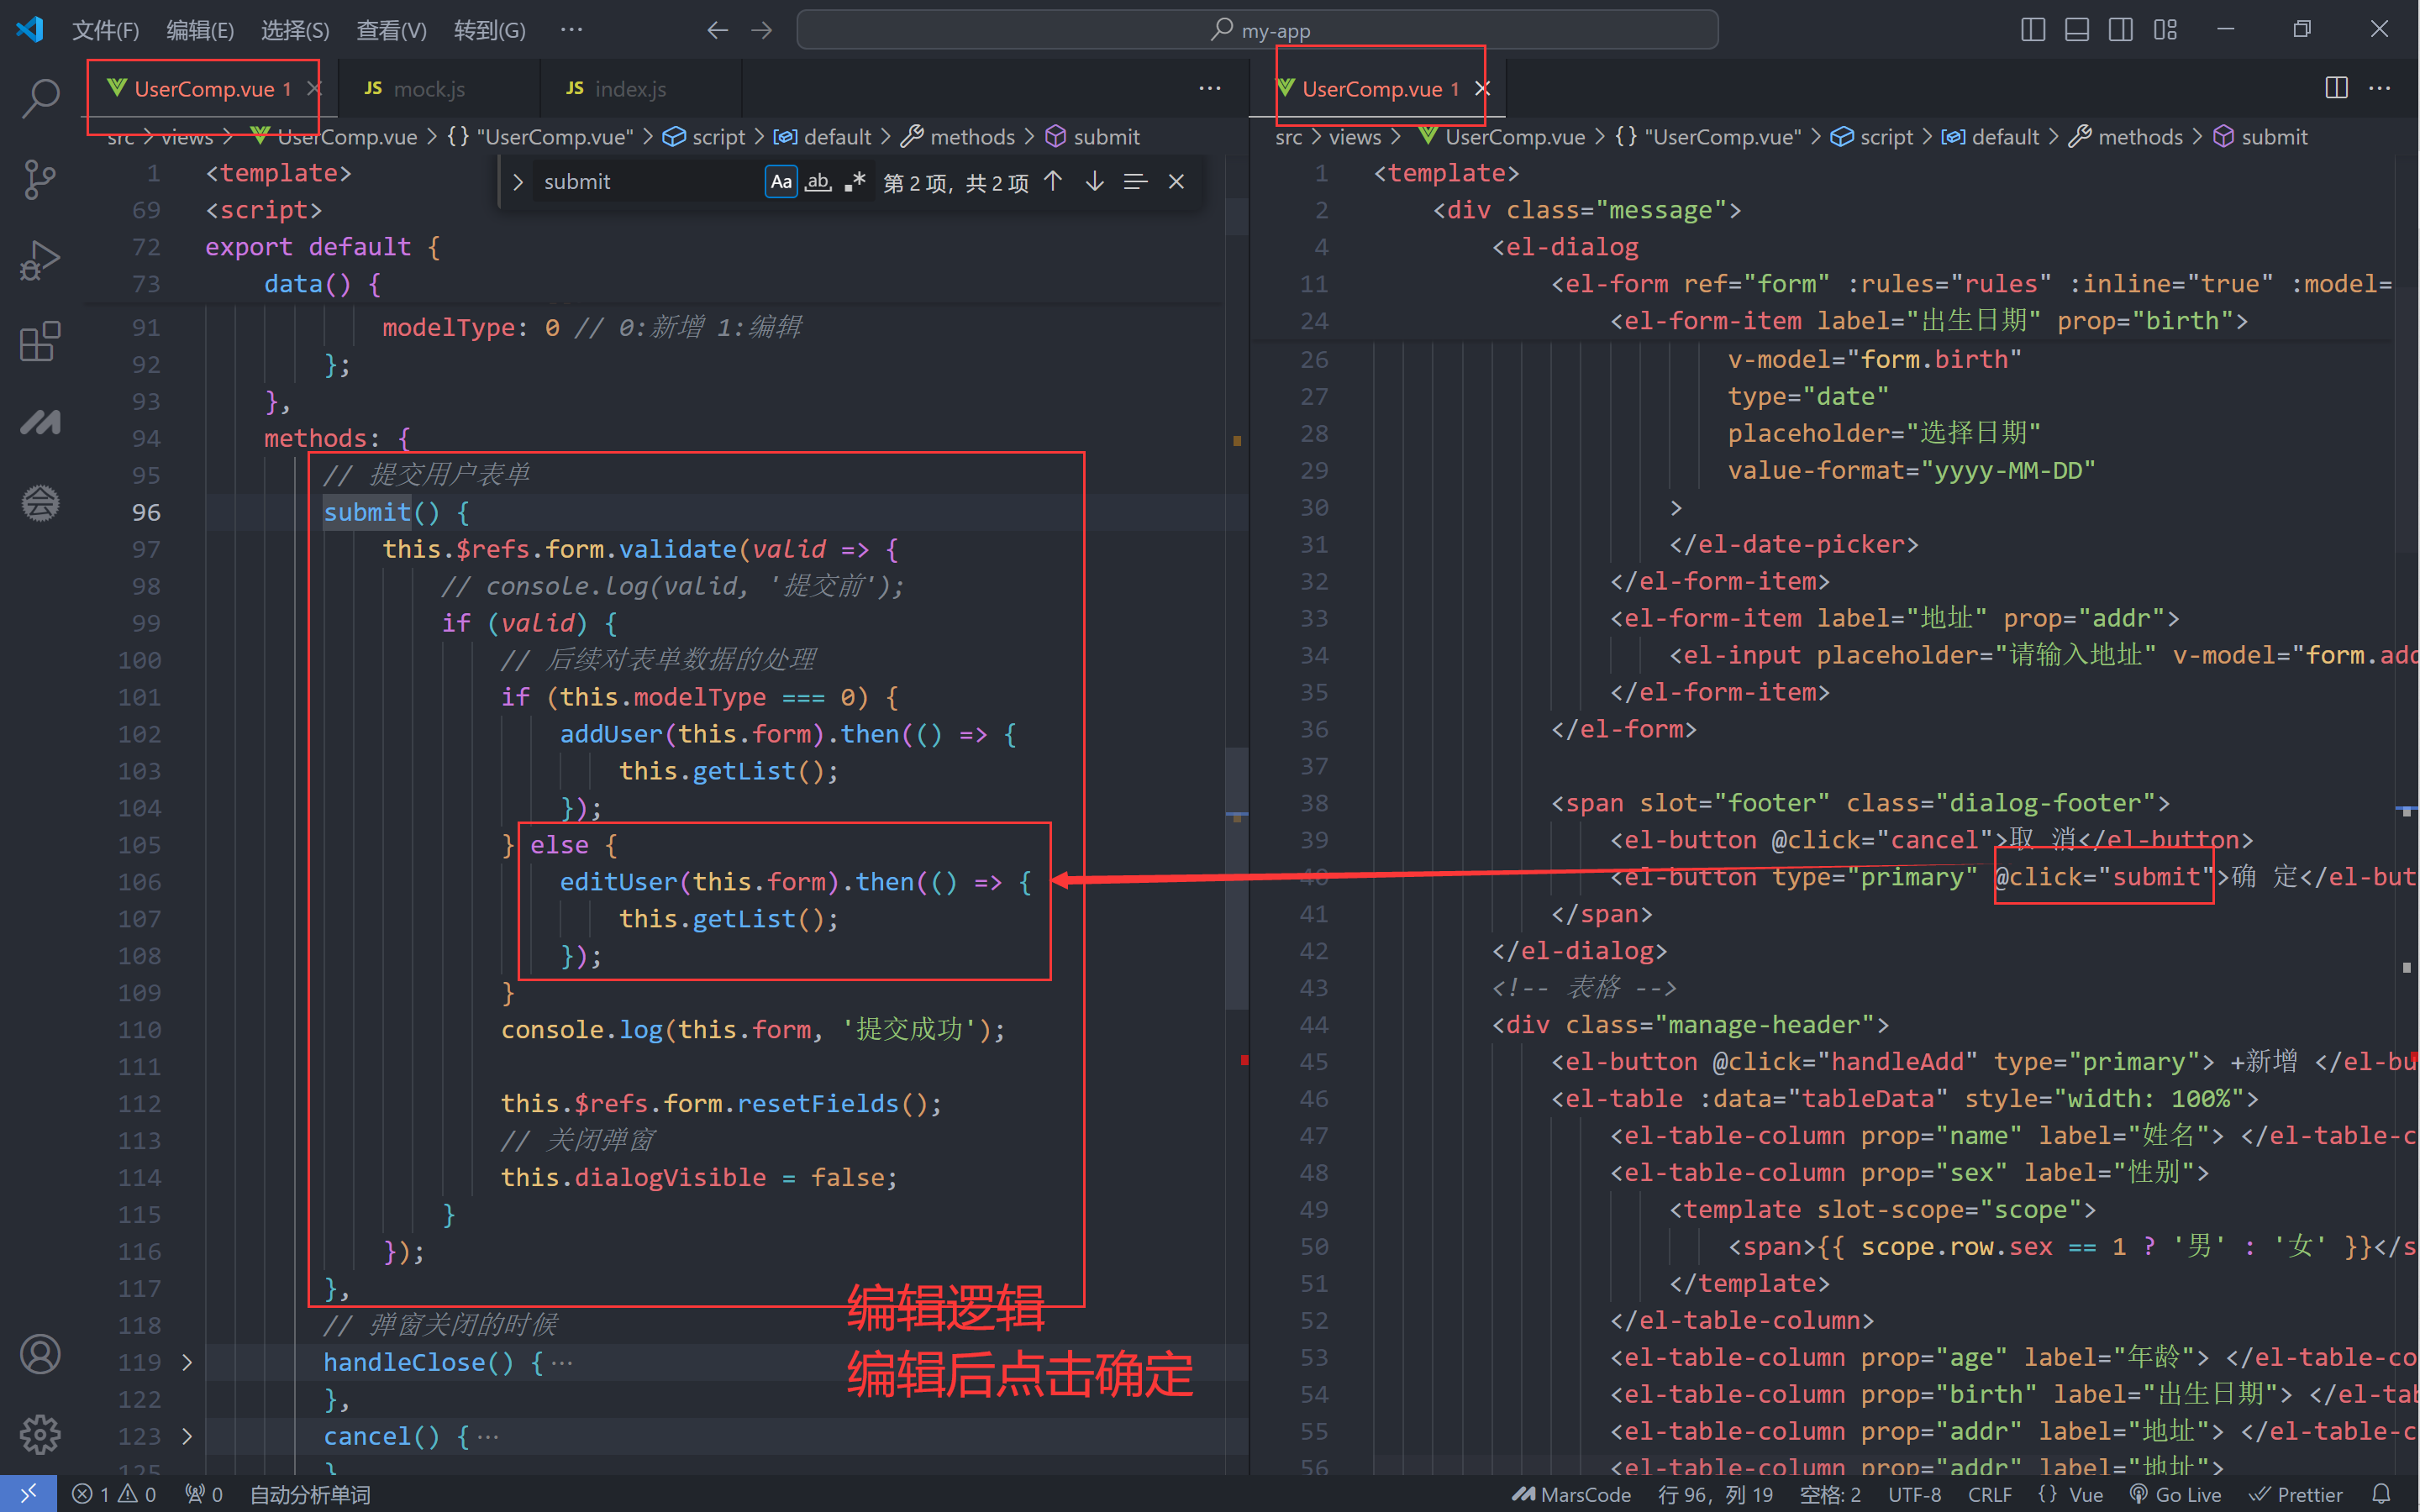 文件(F) 编辑(E) 选择(S) 查看(V) 转到(G) ··· my-app
UserComp.vue 1 JS mock.js JS index.js ···
src > views > UserComp.vue > {} "UserComp.vue" > script > default > methods > submit
submit Aa ab .* 第 2 项，共 2 项
1 <template>
69 <script>
72 export default {
73 data() {
91 modelType: 0 // 0:新增 1:编辑
92 };
93 },
94 methods: {
95 // 提交用户表单
96 submit() {
97 this.$refs.form.validate(valid => {
98 // console.log(valid, '提交前');
99 if (valid) {
100 // 后续对表单数据的处理
101 if (this.modelType === 0) {
102 addUser(this.form).then(() => {
103 this.getList();
104 });
105 } else {
106 editUser(this.form).then(() => {
107 this.getList();
108 });
109 }
110 console.log(this.form, '提交成功');
111
112 this.$refs.form.resetFields();
113 // 关闭弹窗
114 this.dialogVisible = false;
115 }
116 });
117 },
118 // 弹窗关闭的时候
119 handleClose() { ···
122 },
123 cancel() { ···
125 }
编辑逻辑
编辑后点击确定
UserComp.vue 1 ···
src > views > UserComp.vue > {} "UserComp.vue" > script > default > methods > submit
1 <template>
2 <div class="message">
4 <el-dialog
11 <el-form ref="form" :rules="rules" :inline="true" :model=
24 <el-form-item label="出生日期" prop="birth">
26 v-model="form.birth"
27 type="date"
28 placeholder="选择日期"
29 value-format="yyyy-MM-DD"
30 >
31 </el-date-picker>
32 </el-form-item>
33 <el-form-item label="地址" prop="addr">
34 <el-input placeholder="请输入地址" v-model="form.add
35 </el-form-item>
36 </el-form>
37
38 <span slot="footer" class="dialog-footer">
39 <el-button @click="cancel">取 消</el-button>
40 <el-button type="primary" @click="submit">确 定</el-but
41 </span>
42 </el-dialog>
43 <!-- 表格 -->
44 <div class="manage-header">
45 <el-button @click="handleAdd" type="primary"> +新增 </el-bu
46 <el-table :data="tableData" style="width: 100%">
47 <el-table-column prop="name" label="姓名"> </el-table-c
48 <el-table-column prop="sex" label="性别">
49 <template slot-scope="scope">
50 <span>{{ scope.row.sex == 1 ? '男' : '女' }}</s
51 </template>
52 </el-table-column>
53 <el-table-column prop="age" label="年龄"> </el-table-co
54 <el-table-column prop="birth" label="出生日期"> </el-tab
55 <el-table-column prop="addr" label="地址"> </el-table-c
56 <el-table-column prop="addr" label="地址">
1 0 0 自动分析单词 MarsCode 行 96，列 19 空格: 2 UTF-8 CRLF {} Vue Go Live Prettier